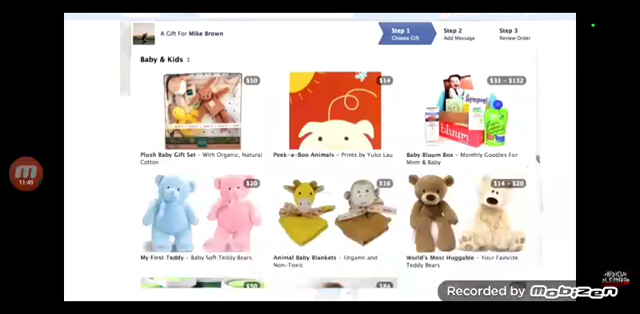 A Gift For Mike Brown
Step 1
Choose Gift
Step 2
Add Message
Step 3
Review Order
Baby & Kids
$50
$14
$33 - $132
bluum
Plush Baby Gift Set - With Organic, Natural
Cotton
Peek-a-Boo Animals - Prints by Yuko Lau
Baby Bluum Box - Monthly Goodies For
Mom & Baby
11:49
$20
$16
$14 - $20
My First Teddy - Baby Soft Teddy Bears
Animal Baby Blankets - Organic and
Non-Toxic
World's Most Huggable - Your Favorite
Teddy Bears
$50
Recorded by Mobizen